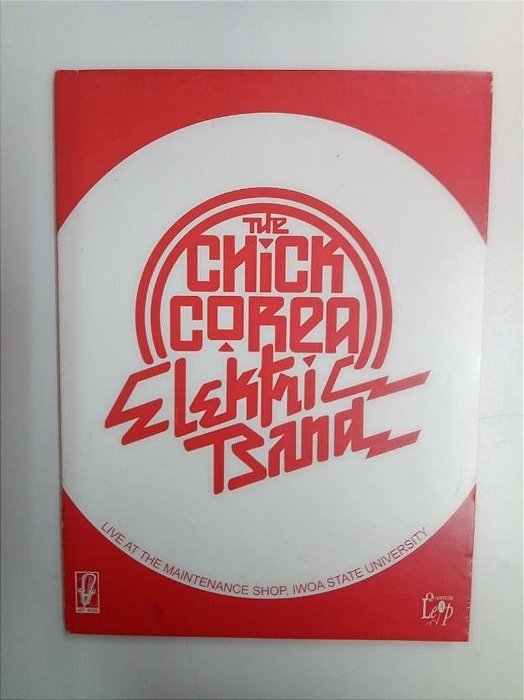 THE
CHICK
COREA
Elektric
Band
LIVE AT THE MAINTENANCE SHOP, IWOA STATE UNIVERSITY